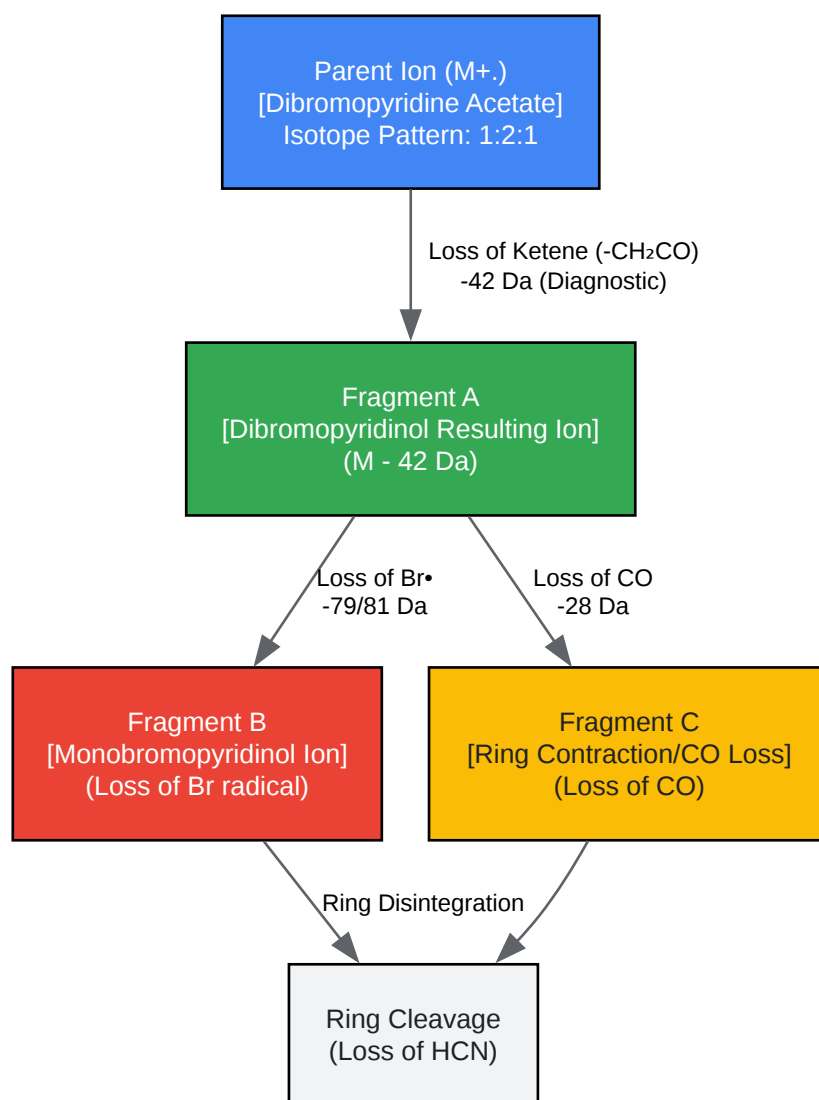 Parent Ion (M+.)
[Dibromopyridine Acetate]
Isotope Pattern: 1:2:1
Loss of Ketene (-CH₂CO)
-42 Da (Diagnostic)
Fragment A
[Dibromopyridinol Resulting Ion]
(M - 42 Da)
Loss of Br•
-79/81 Da
Loss of CO
-28 Da
Fragment B
[Monobromopyridinol Ion]
(Loss of Br radical)
Fragment C
[Ring Contraction/CO Loss]
(Loss of CO)
Ring Disintegration
Ring Cleavage
(Loss of HCN)